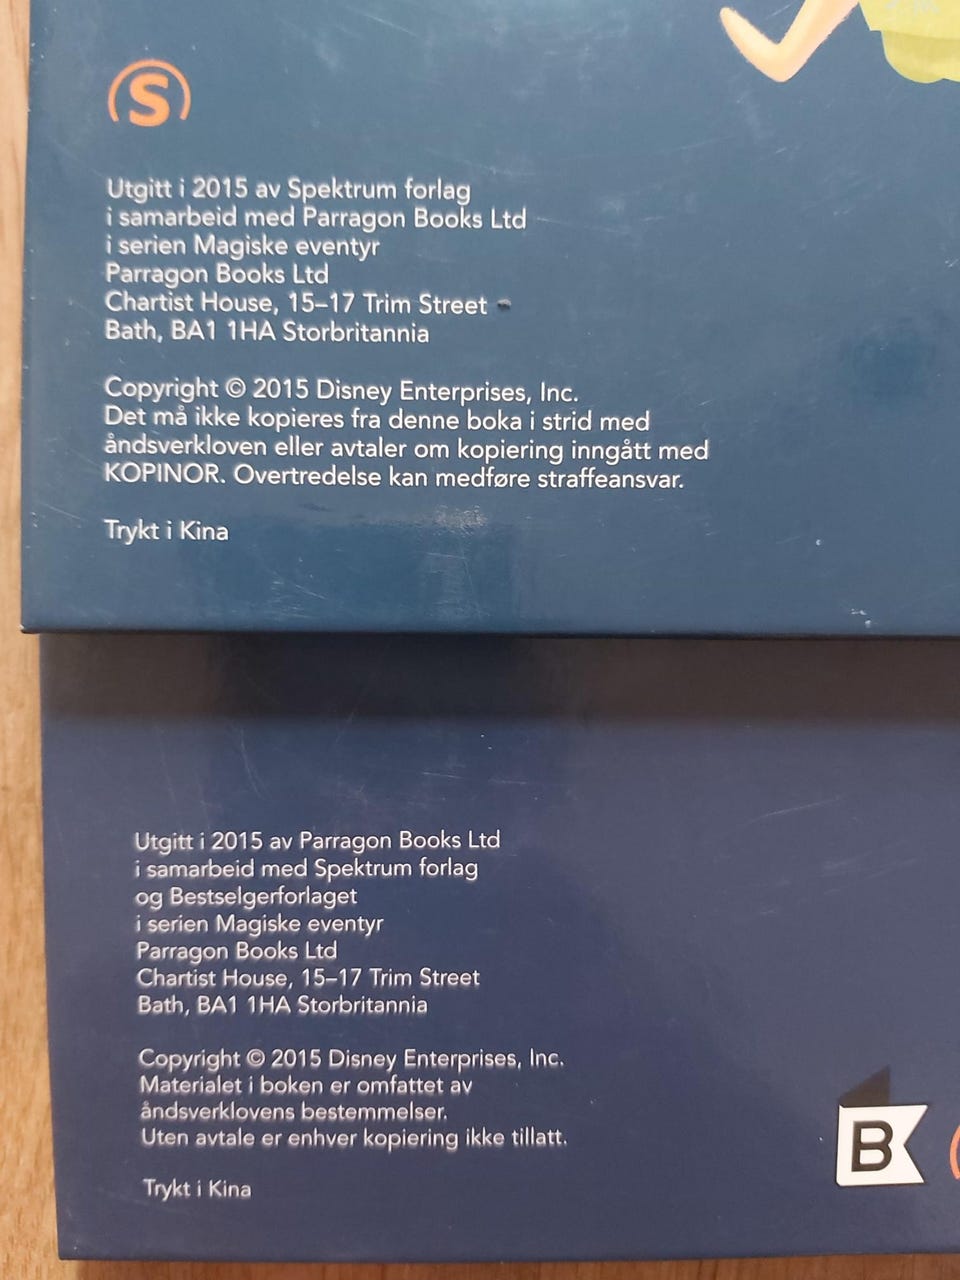 S
Utgitt i 2015 av Spektrum forlag
i samarbeid med Parragon Books Ltd
i serien Magiske eventyr
Parragon Books Ltd
Chartist House, 15–17 Trim Street
Bath, BA1 1HA Storbritannia
Copyright © 2015 Disney Enterprises, Inc.
Det må ikke kopieres fra denne boka i strid med
åndsverkloven eller avtaler om kopiering inngått med
KOPINOR. Overtredelse kan medføre straffeansvar.
Trykt i Kina
Utgitt i 2015 av Parragon Books Ltd
i samarbeid med Spektrum forlag
og Bestselgerforlaget
i serien Magiske eventyr
Parragon Books Ltd
Chartist House, 15–17 Trim Street
Bath, BA1 1HA Storbritannia
Copyright © 2015 Disney Enterprises, Inc.
Materialet i boken er omfattet av
åndsverklovens bestemmelser.
Uten avtale er enhver kopiering ikke tillatt.
Trykt i Kina
B